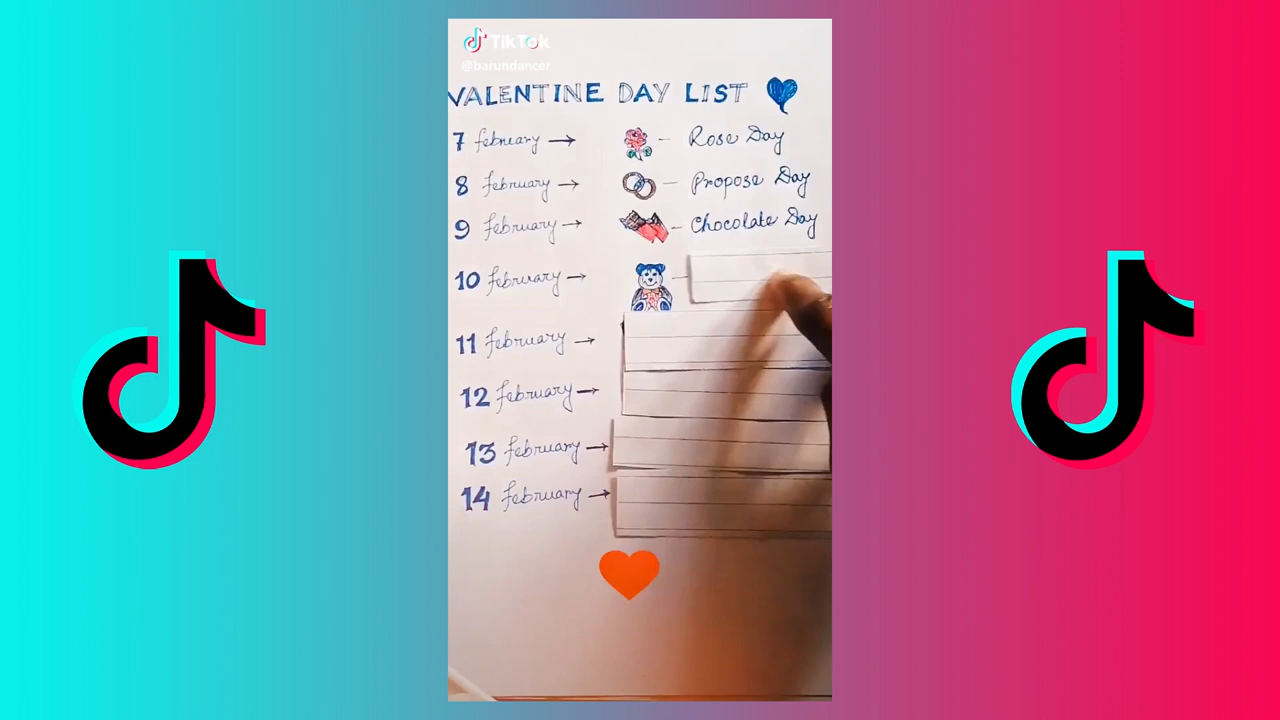 TikTok
@barundancer
VALENTINE DAY LIST
7 february → — Rose Day
8 february → — Propose Day
9 february → — Chocolate Day
10 february → —
11 february →
12 february →
13 february →
14 february →